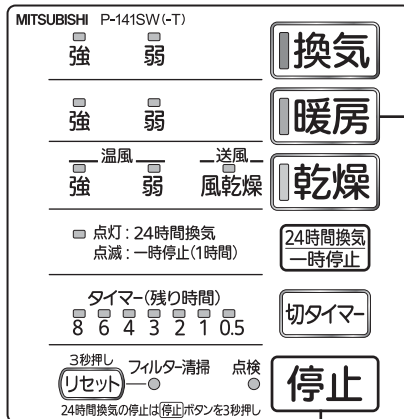 MITSUBISHI P-141SW(-T)
強 弱 換気
強 弱 暖房
温風 送風
強 弱 風乾燥 乾燥
点灯:24時間換気
点滅:一時停止(1時間)
24時間換気
一時停止
タイマー(残り時間)
8 6 4 3 2 1 0.5
切タイマー
3秒押し
リセット フィルター清掃 点検
停止
24時間換気の停止は停止ボタンを3秒押し